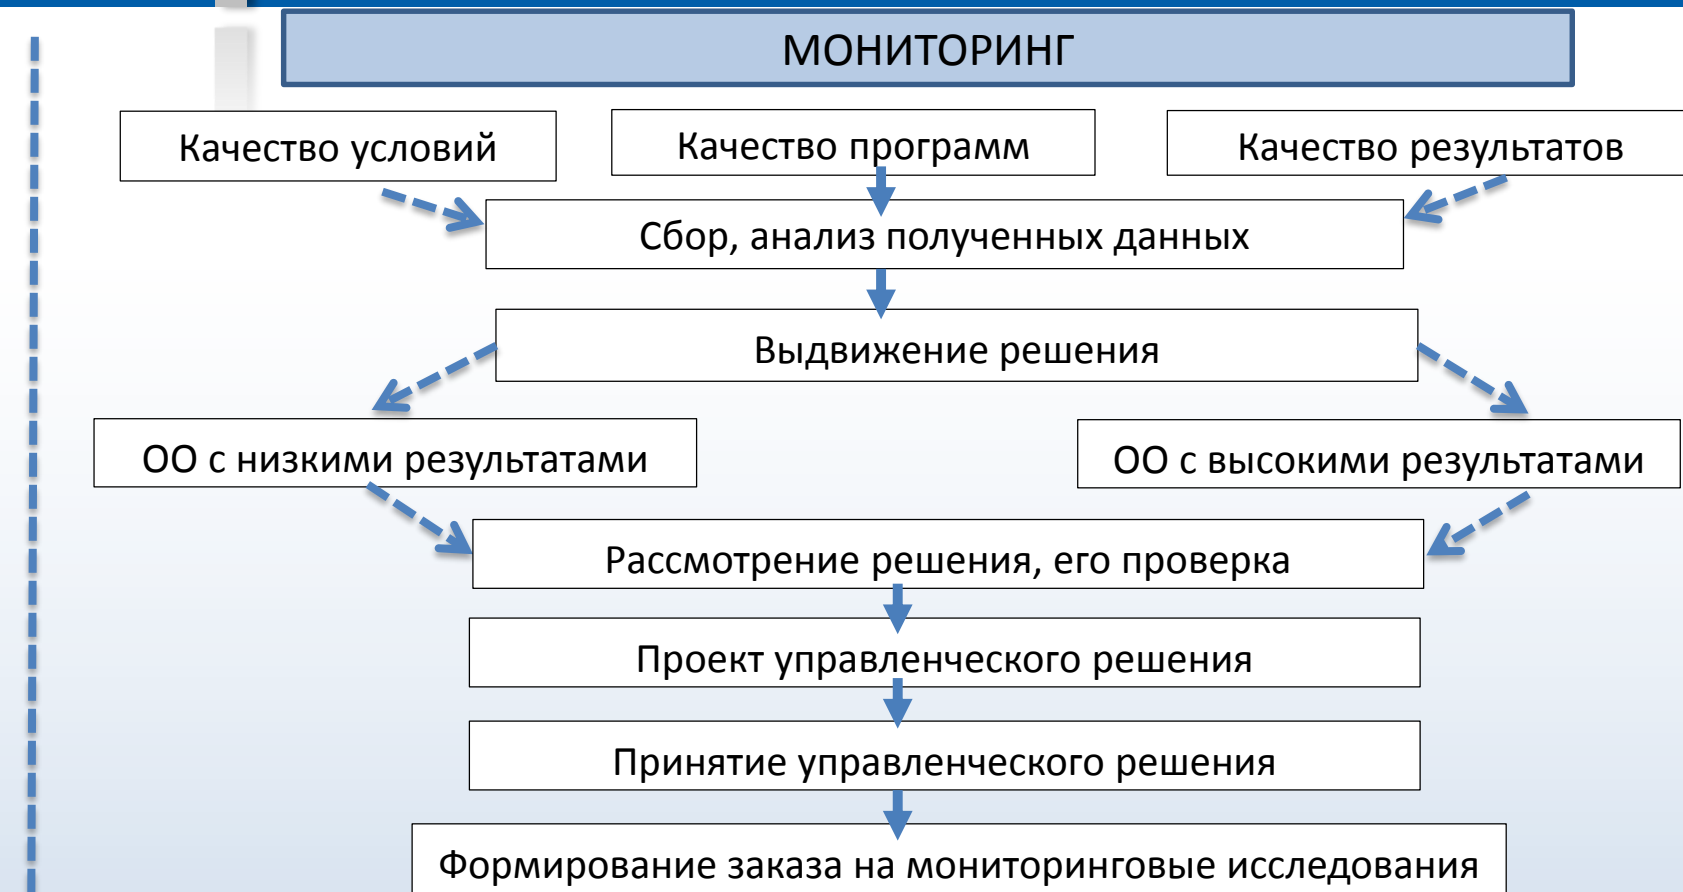 МОНИТОРИНГ
Качество условий
Качество программ
Качество результатов
Сбор, анализ полученных данных
Выдвижение решения
ОО с низкими результатами
ОО с высокими результатами
Рассмотрение решения, его проверка
Проект управленческого решения
Принятие управленческого решения
Формирование заказа на мониторинговые исследования